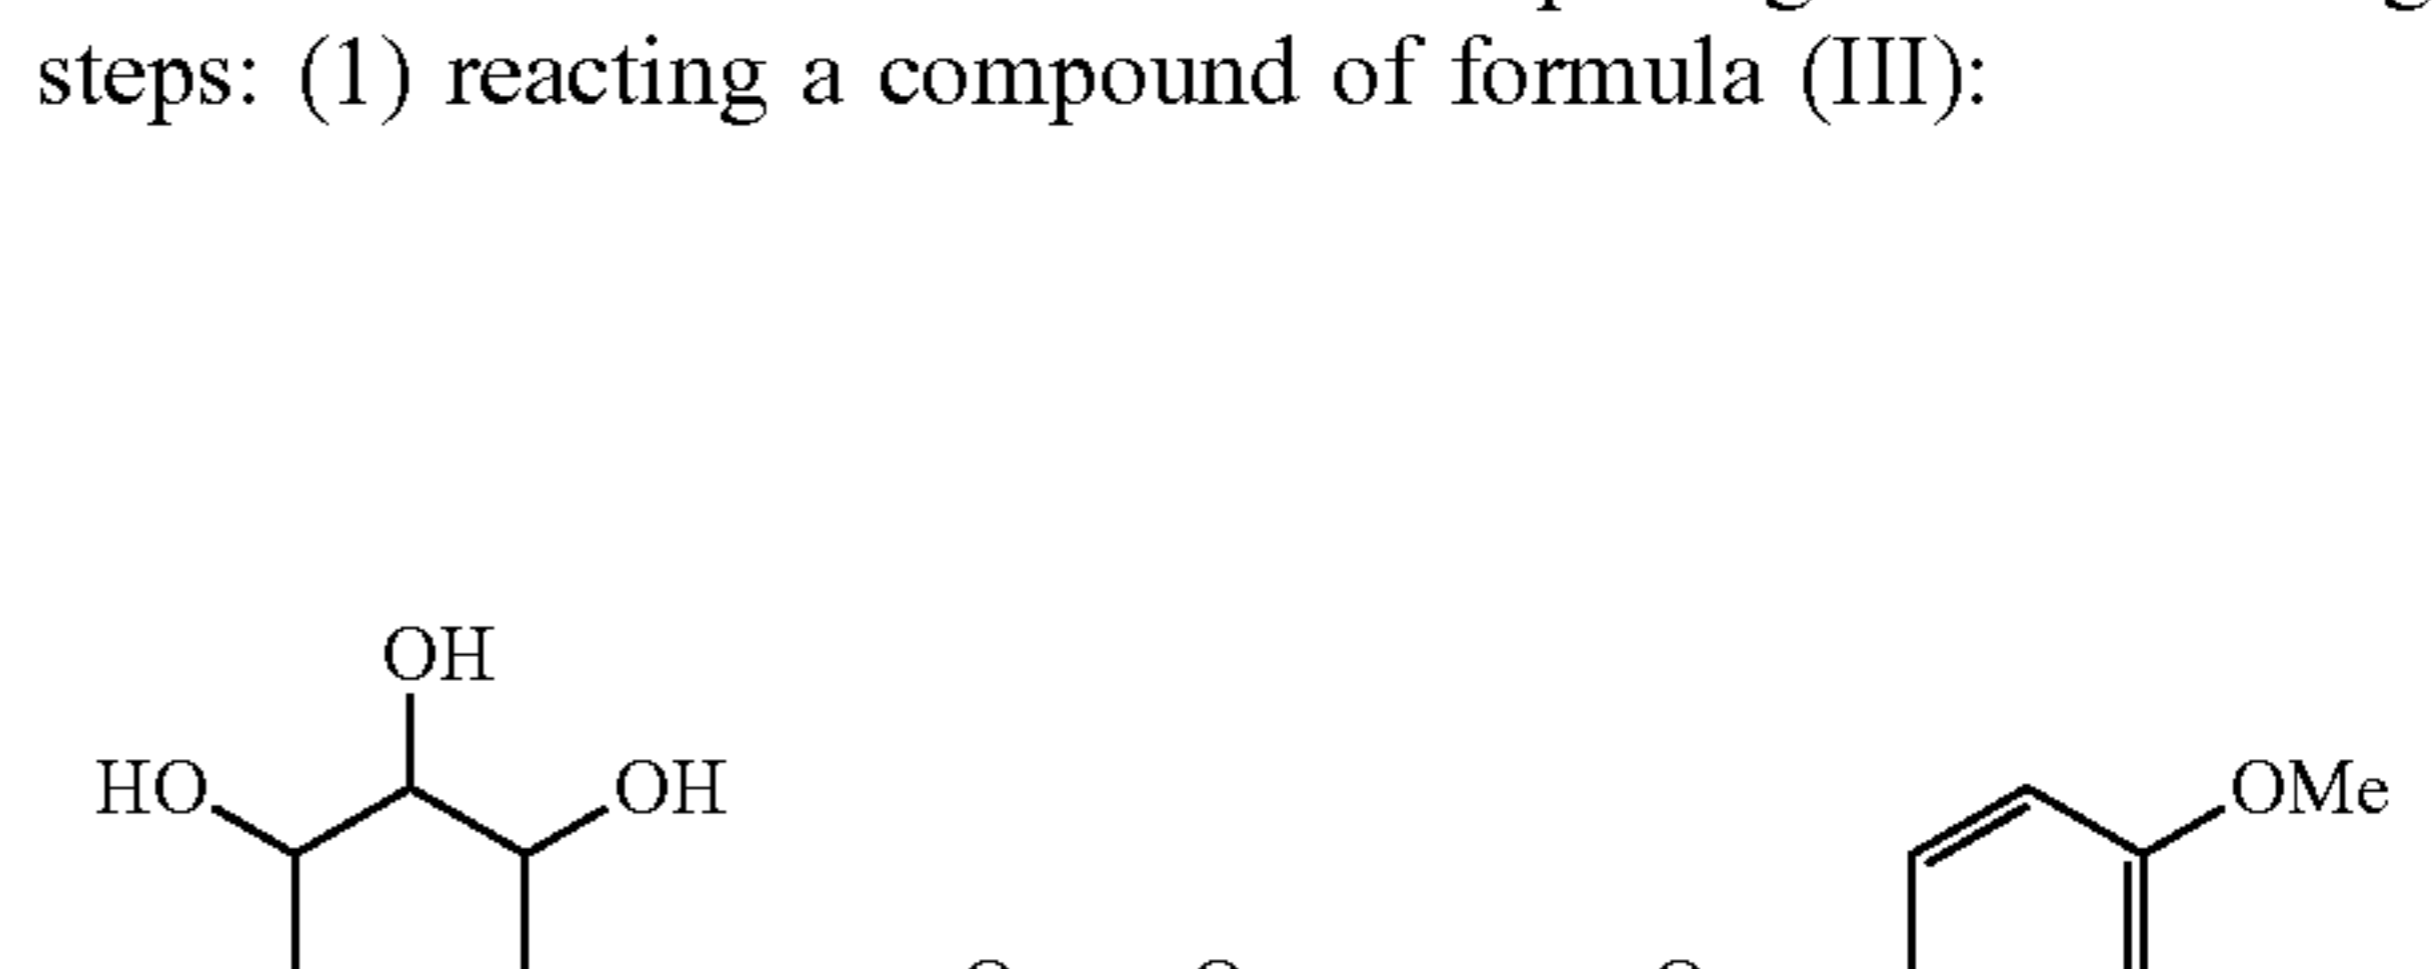 steps: (1) reacting a compound of formula (III):
OH
HO
OH
OMe